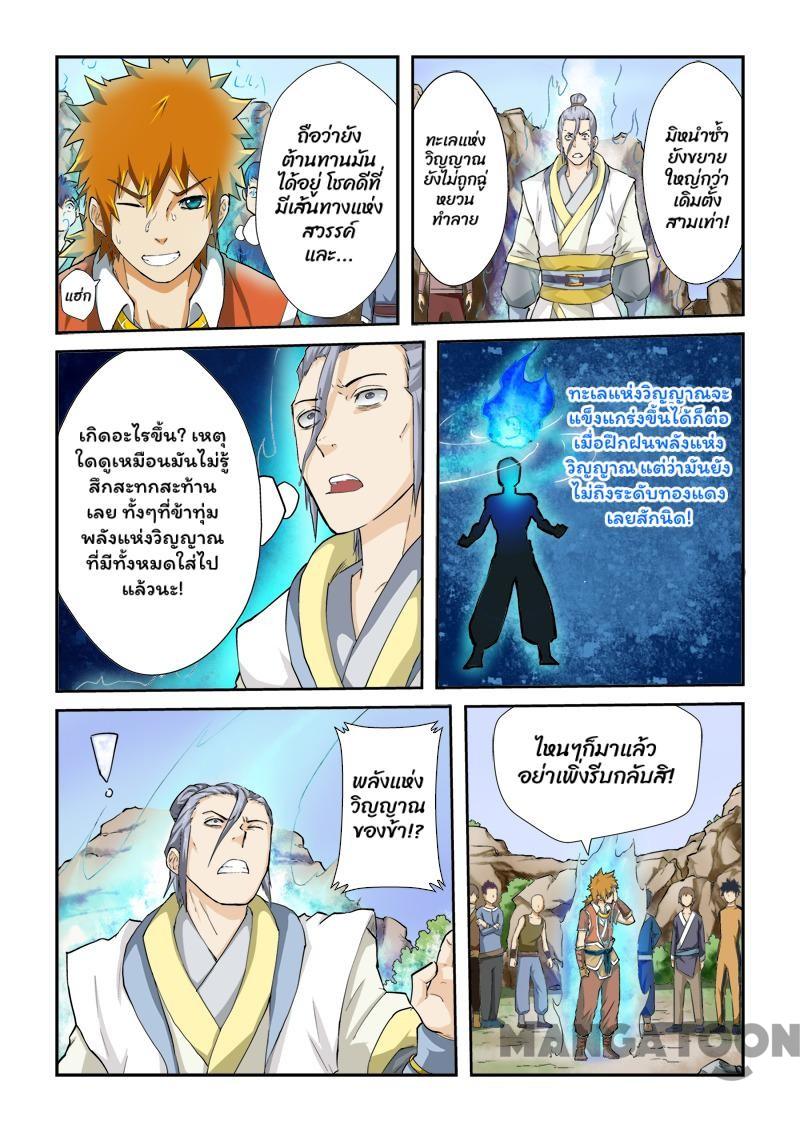 ถือว่ายัง
ต้านทานมัน
ได้อยู่ โชคดีที่
มีเส้นทางแห่ง
สวรรค์
และ...
แฮ่ก
ทะเลแห่ง
วิญญาณ
ยังไม่ถูกฉู่
หยวน
ทำลาย
มิหนำซ้ำ
ยังขยาย
ใหญ่กว่า
เดิมตั้ง
สามเท่า!
เกิดอะไรขึ้น? เหตุ
ใดดูเหมือนมันไม่รู้
สึกสะทกสะท้าน
เลย ทั้งๆที่ข้าทุ่ม
พลังแห่งวิญญาณ
ที่มีทั้งหมดใส่ไป
แล้วนะ!
ทะเลแห่งวิญญาณจะ
แข็งแกร่งขึ้นได้ก็ต่อ
เมื่อฝึกฝนพลังแห่ง
วิญญาณ แต่ว่ามันยัง
ไม่ถึงระดับทองแดง
เลยสักนิด!
!
พลังแห่ง
วิญญาณ
ของข้า!?
ไหนๆก็มาแล้ว
อย่าเพิ่งรีบกลับสิ!
MANGATOON